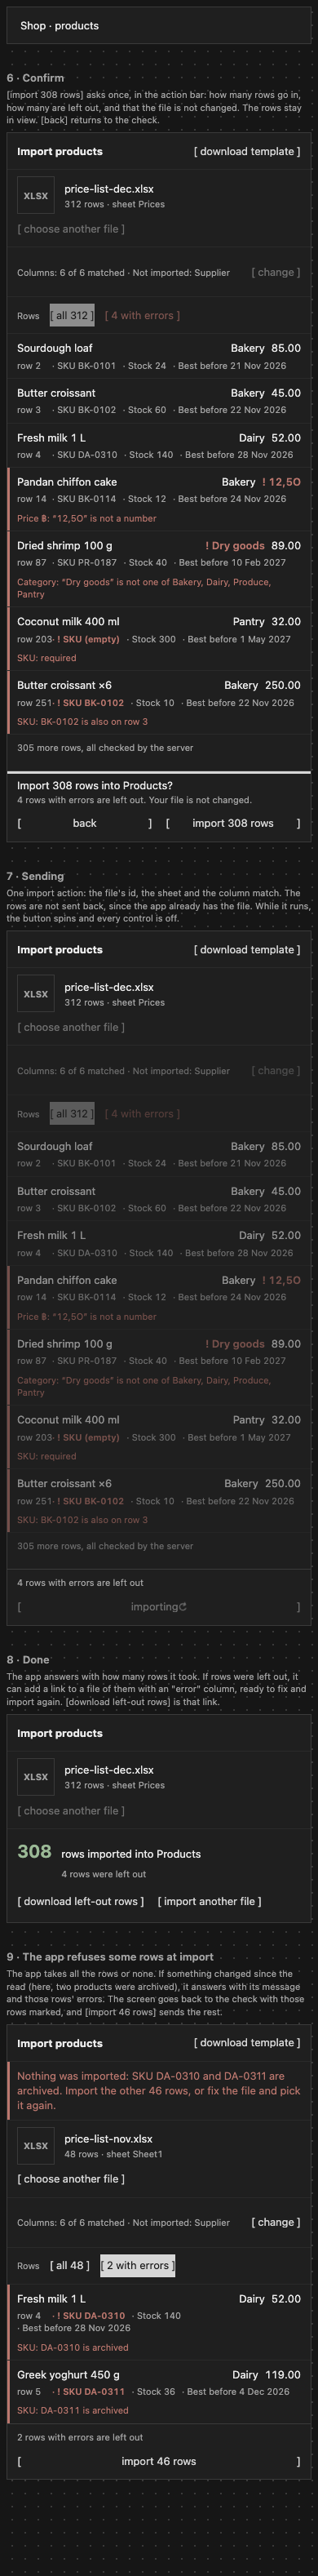 Shop · products
6 · Confirm
[import 308 rows] asks once, in the action bar: how many rows go in,
how many are left out, and that the file is not changed. The rows stay
in view. [back] returns to the check.
Import products [ download template ]
XLSX price-list-dec.xlsx
312 rows · sheet Prices
[ choose another file ]
Columns: 6 of 6 matched · Not imported: Supplier [ change ]
Rows [ all 312 ] [ 4 with errors ]
Sourdough loaf Bakery 85.00
row 2 · SKU BK-0101 · Stock 24 · Best before 21 Nov 2026
Butter croissant Bakery 45.00
row 3 · SKU BK-0102 · Stock 60 · Best before 22 Nov 2026
Fresh milk 1 L Dairy 52.00
row 4 · SKU DA-0310 · Stock 140 · Best before 28 Nov 2026
Pandan chiffon cake Bakery ! 12,5O
row 14 · SKU BK-0114 · Stock 12 · Best before 24 Nov 2026
Price ฿: “12,5O” is not a number
Dried shrimp 100 g ! Dry goods 89.00
row 87 · SKU PR-0187 · Stock 40 · Best before 10 Feb 2027
Category: “Dry goods” is not one of Bakery, Dairy, Produce,
Pantry
Coconut milk 400 ml Pantry 32.00
row 203 · ! SKU (empty) · Stock 300 · Best before 1 May 2027
SKU: required
Butter croissant ×6 Bakery 250.00
row 251 · ! SKU BK-0102 · Stock 10 · Best before 22 Nov 2026
SKU: BK-0102 is also on row 3
305 more rows, all checked by the server
Import 308 rows into Products?
4 rows with errors are left out. Your file is not changed.
[ back ] [ import 308 rows ]
7 · Sending
One import action: the file's id, the sheet and the column match. The
rows are not sent back, since the app already has the file. While it runs,
the button spins and every control is off.
Import products [ download template ]
XLSX price-list-dec.xlsx
312 rows · sheet Prices
[ choose another file ]
Columns: 6 of 6 matched · Not imported: Supplier [ change ]
Rows [ all 312 ] [ 4 with errors ]
Sourdough loaf Bakery 85.00
row 2 · SKU BK-0101 · Stock 24 · Best before 21 Nov 2026
Butter croissant Bakery 45.00
row 3 · SKU BK-0102 · Stock 60 · Best before 22 Nov 2026
Fresh milk 1 L Dairy 52.00
row 4 · SKU DA-0310 · Stock 140 · Best before 28 Nov 2026
Pandan chiffon cake Bakery ! 12,5O
row 14 · SKU BK-0114 · Stock 12 · Best before 24 Nov 2026
Price ฿: “12,5O” is not a number
Dried shrimp 100 g ! Dry goods 89.00
row 87 · SKU PR-0187 · Stock 40 · Best before 10 Feb 2027
Category: “Dry goods” is not one of Bakery, Dairy, Produce,
Pantry
Coconut milk 400 ml Pantry 32.00
row 203 · ! SKU (empty) · Stock 300 · Best before 1 May 2027
SKU: required
Butter croissant ×6 Bakery 250.00
row 251 · ! SKU BK-0102 · Stock 10 · Best before 22 Nov 2026
SKU: BK-0102 is also on row 3
305 more rows, all checked by the server
4 rows with errors are left out
[ importing ]
8 · Done
The app answers with how many rows it took. If rows were left out, it
can add a link to a file of them with an "error" column, ready to fix and
import again. [download left-out rows] is that link.
Import products
XLSX price-list-dec.xlsx
312 rows · sheet Prices
[ choose another file ]
308 rows imported into Products
4 rows were left out
[ download left-out rows ] [ import another file ]
9 · The app refuses some rows at import
The app takes all the rows or none. If something changed since the
read (here, two products were archived), it answers with its message
and those rows' errors. The screen goes back to the check with those
rows marked, and [import 46 rows] sends the rest.
Import products [ download template ]
Nothing was imported: SKU DA-0310 and DA-0311 are
archived. Import the other 46 rows, or fix the file and pick
it again.
XLSX price-list-nov.xlsx
48 rows · sheet Sheet1
[ choose another file ]
Columns: 6 of 6 matched · Not imported: Supplier [ change ]
Rows [ all 48 ] [ 2 with errors ]
Fresh milk 1 L Dairy 52.00
row 4 · ! SKU DA-0310 · Stock 140
· Best before 28 Nov 2026
SKU: DA-0310 is archived
Greek yoghurt 450 g Dairy 119.00
row 5 · ! SKU DA-0311 · Stock 36 · Best before 4 Dec 2026
SKU: DA-0311 is archived
2 rows with errors are left out
[ import 46 rows ]